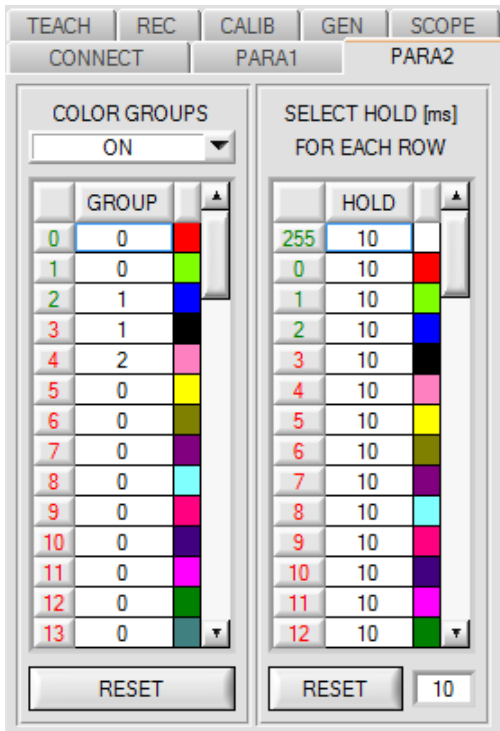 TEACH REC CALIB GEN SCOPE
CONNECT PARA1 PARA2
COLOR GROUPS
ON
GROUP
0 0
1 0
2 1
3 1
4 2
5 0
6 0
7 0
8 0
9 0
10 0
11 0
12 0
13 0
RESET
SELECT HOLD [ms]
FOR EACH ROW
HOLD
255 10
0 10
1 10
2 10
3 10
4 10
5 10
6 10
7 10
8 10
9 10
10 10
11 10
12 10
RESET 10